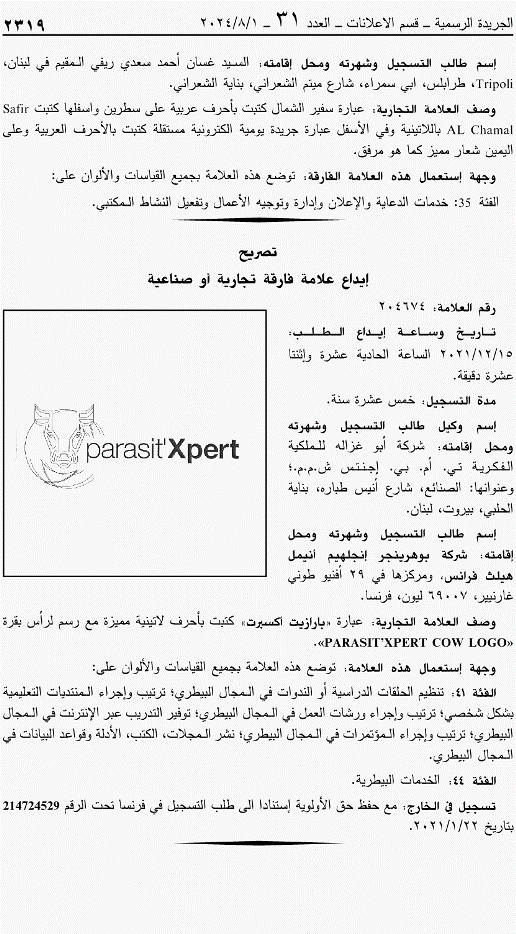 الجريدة الرسمية ـ قسم الاعلانات ـ العدد ٣١ ـ ٢٠٢٤/٨/١
٢٣١٩
إسم طالب التسجيل وشهرته ومحل إقامته: السيد غسان أحمد سعدي ريفي المقيم في لبنان،
Tripoli، طرابلس، ابي سمراء، شارع ميتم الشعراني، بناية الشعراني.
وصف العلامة التجارية: عبارة سفير الشمال كتبت بأحرف عربية على سطرين واسفلها كتبت Safir
AL Chamal باللاتينية وفي الأسفل عبارة جريدة يومية الكترونية مستقلة كتبت بالأحرف العربية وعلى
اليمين شعار مميز كما هو مرفق.
وجهة إستعمال هذه العلامة الفارقة: توضع هذه العلامة بجميع القياسات والألوان على:
الفئة 35: خدمات الدعاية والإعلان وإدارة وتوجيه الأعمال وتفعيل النشاط المكتبي.
تصريح
إيداع علامة فارقة تجارية أو صناعية
رقم العلامة: ٢٠٤٦٧٤
تاريخ وساعة إيداع الطلب:
٢٠٢١/١٢/١٥ الساعة الحادية عشرة وإثنتا
عشرة دقيقة.
مدة التسجيل: خمس عشرة سنة.
إسم وكيل طالب التسجيل وشهرته
ومحل إقامته: شركة أبو غزاله للملكية
الفكرية تي. أم. بي. إجنتس ش.م.م.؛
وعنوانها: الصنائع، شارع أنيس طباره، بناية
الحلبي، بيروت، لبنان.
إسم طالب التسجيل وشهرته ومحل
إقامته: شركة بوهرينجر إنجلهيم أنيمل
هيلث فرانس، ومركزها في ٢٩ أفنيو طوني
غارنيير، ٦٩٠٠٧ ليون، فرنسا.
parasit'Xpert
وصف العلامة التجارية: عبارة «بارازيت أكسبرت» كتبت بأحرف لاتينية مميزة مع رسم لرأس بقرة
«PARASIT'XPERT COW LOGO».
وجهة إستعمال هذه العلامة: توضع هذه العلامة بجميع القياسات والألوان على:
الفئة ٤١: تنظيم الحلقات الدراسية أو الندوات في المجال البيطري؛ ترتيب وإجراء المنتديات التعليمية
بشكل شخصي؛ ترتيب وإجراء ورشات العمل في المجال البيطري؛ توفير التدريب عبر الإنترنت في المجال
البيطري؛ ترتيب وإجراء المؤتمرات في المجال البيطري؛ نشر المجلات، الكتب، الأدلة وقواعد البيانات في
المجال البيطري.
الفئة ٤٤: الخدمات البيطرية.
تسجيل في الخارج: مع حفظ حق الأولوية إستنادا الى طلب التسجيل في فرنسا تحت الرقم 214724529
بتاريخ ٢٠٢١/١/٢٢.